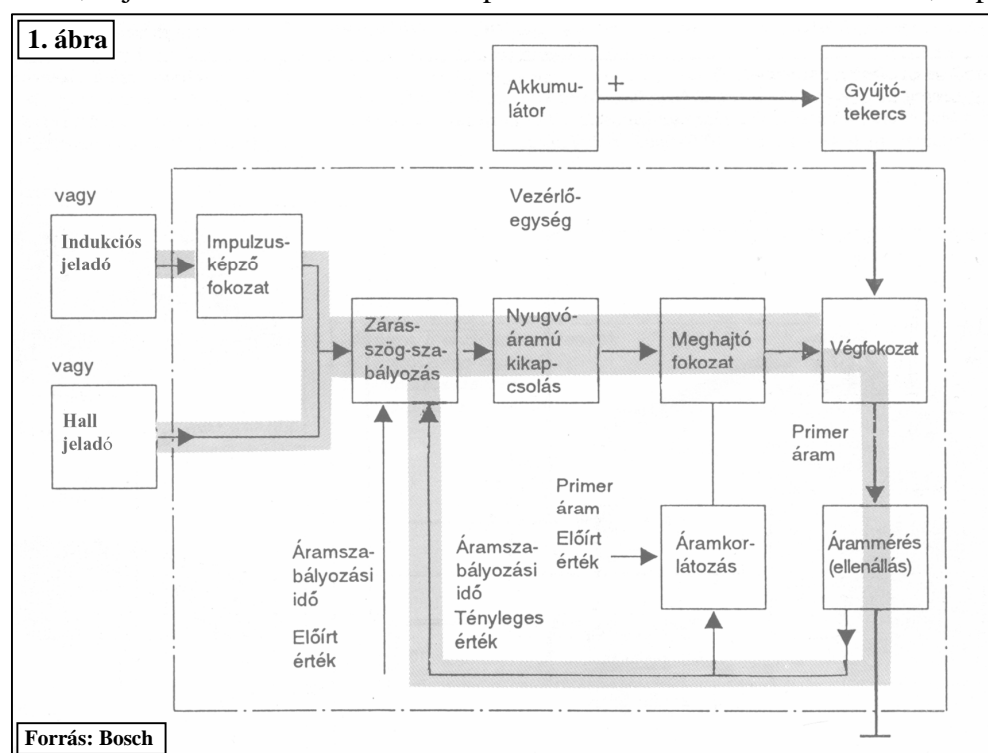 1. ábra
Akkumu-
látor
+
Gyújtó-
tekercs
Vezérlő-
egység
vagy
Indukciós
jeladó
Impulzus-
képző
fokozat
Zárás-
szög-sza-
bályozás
Nyugvó-
áramú
kikap-
csolás
Meghajtó
fokozat
Végfokozat
vagy
Hall
jeladó
Primer
áram
Primer
áram
Előírt
érték
Áramkor-
látozás
Árammérés
(ellenállás)
Áramsza-
bályozási
idő
Előírt
érték
Áramsza-
bályozási
idő
Tényleges
érték
Forrás: Bosch